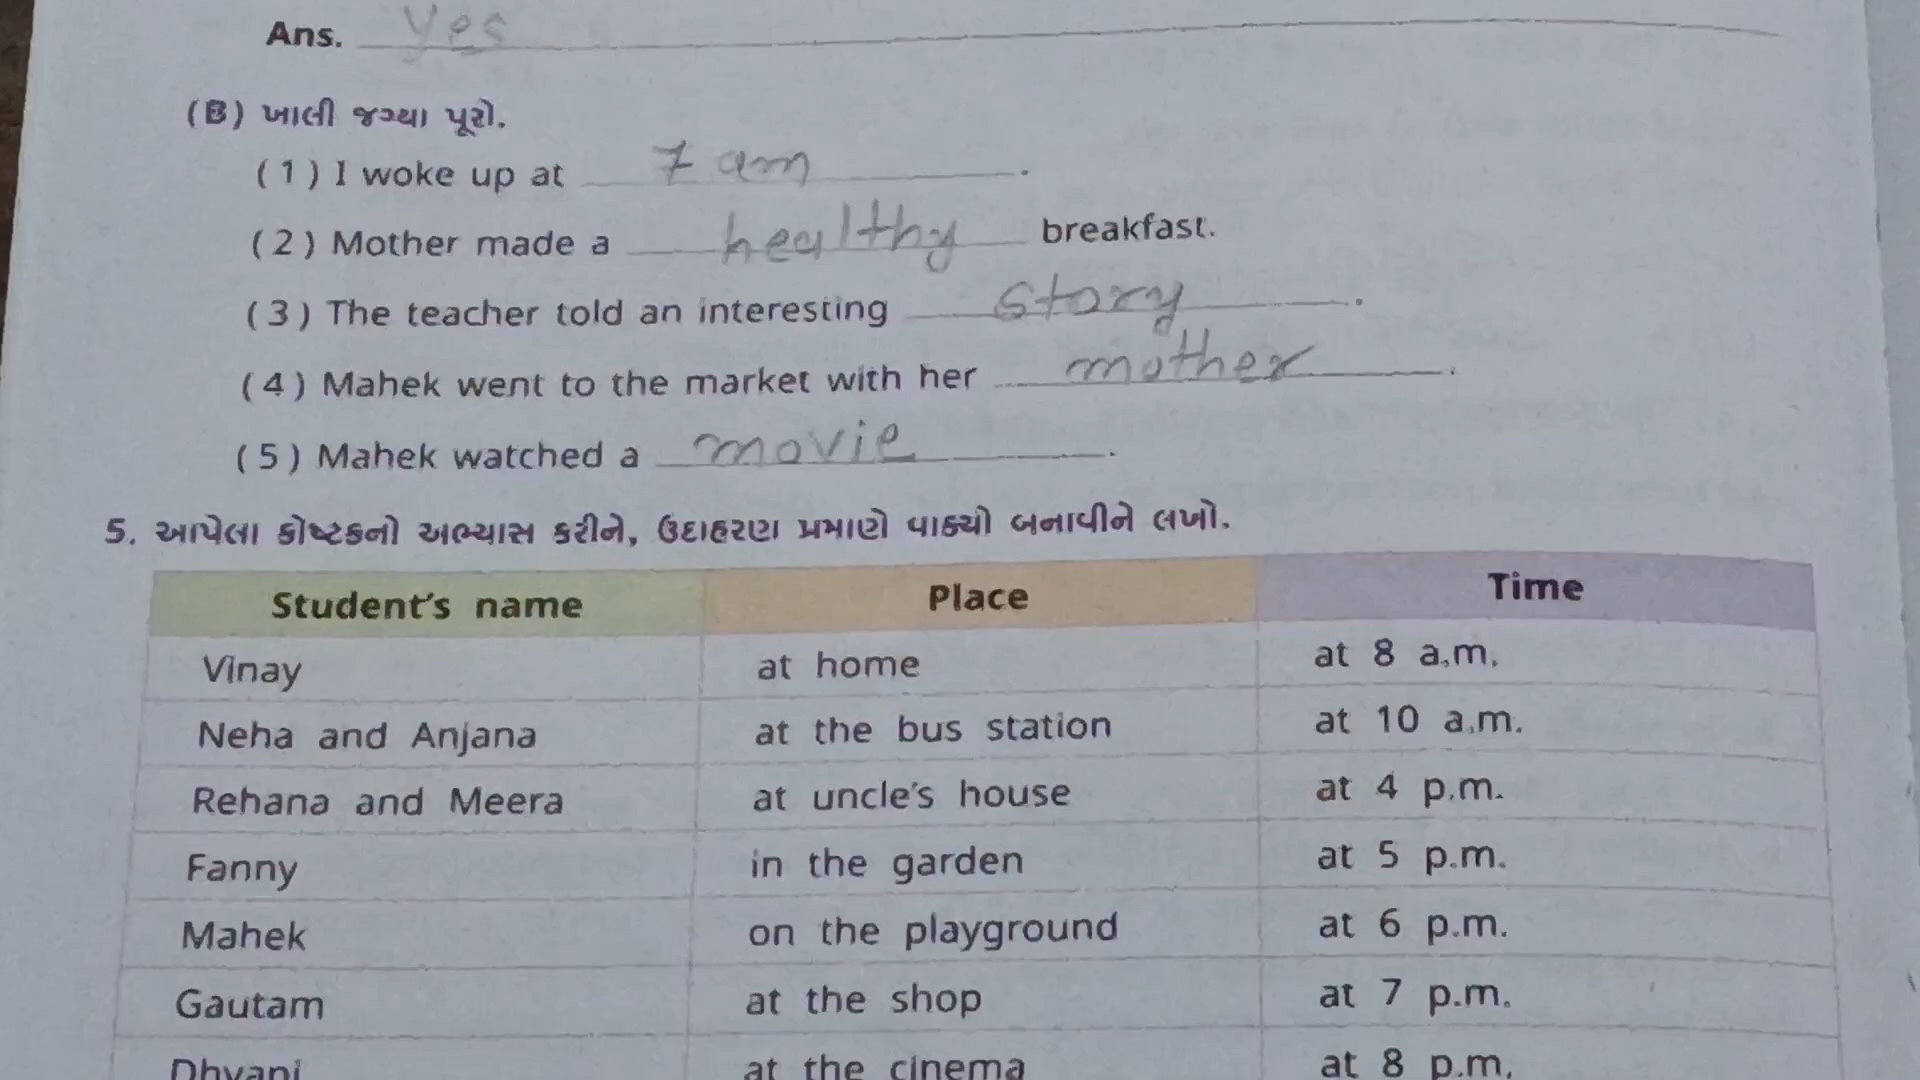 Ans. Yes
(B) ખાલી જગ્યા પૂરો.
(1) I woke up at 7 am.
(2) Mother made a healthy breakfast.
(3) The teacher told an interesting story.
(4) Mahek went to the market with her mother.
(5) Mahek watched a movie.
5. આપેલા કોષ્ટકનો અભ્યાસ કરીને, ઉદાહરણ પ્રમાણે વાક્યો બનાવીને લખો.
Student's name Place Time
Vinay at home at 8 a.m.
Neha and Anjana at the bus station at 10 a.m.
Rehana and Meera at uncle's house at 4 p.m.
Fanny in the garden at 5 p.m.
Mahek on the playground at 6 p.m.
Gautam at the shop at 7 p.m.
Dhyani at the cinema at 8 p.m.